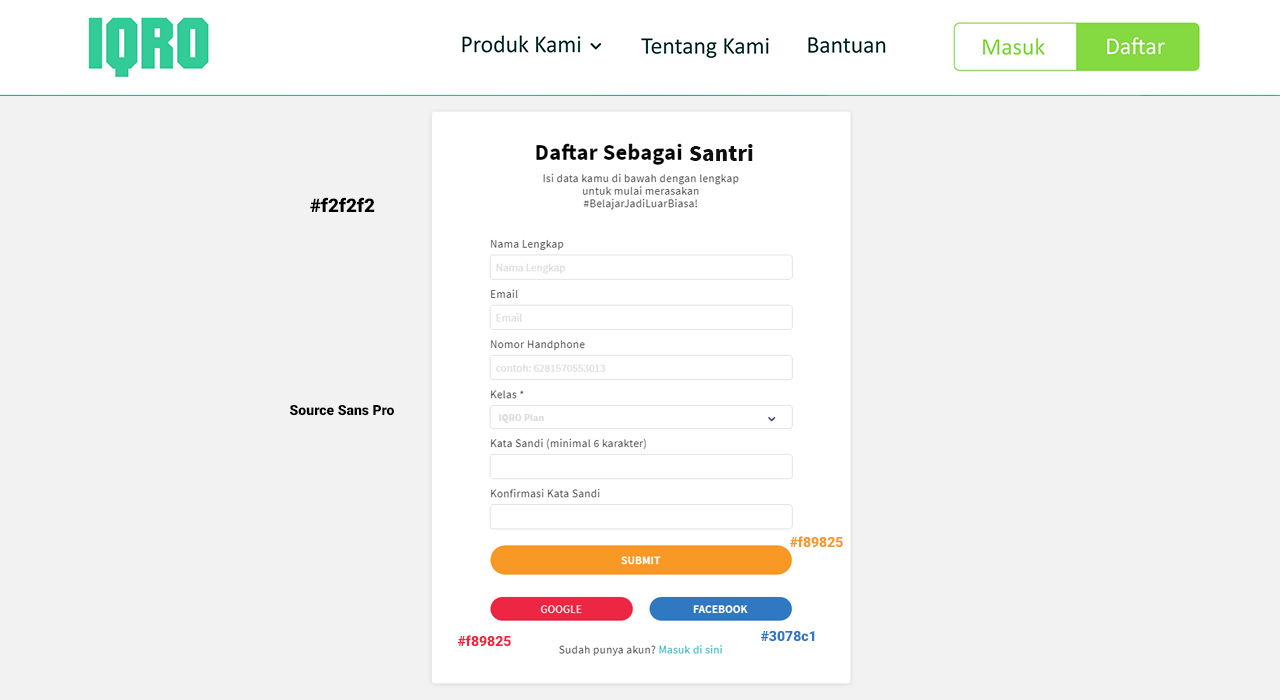 IQRO
Produk Kami
Tentang Kami
Bantuan
Masuk
Daftar
Daftar Sebagai Santri
Isi data kamu di bawah dengan lengkap
untuk mulai merasakan
#BelajarJadiLuarBiasa!
#f2f2f2
Nama Lengkap
Nama Lengkap
Email
Email
Nomor Handphone
contoh: 6281570553013
Kelas *
Source Sans Pro
IQRO Plan
Kata Sandi (minimal 6 karakter)
Konfirmasi Kata Sandi
#f89825
SUBMIT
GOOGLE
FACEBOOK
#f89825
#3078c1
Sudah punya akun? Masuk di sini